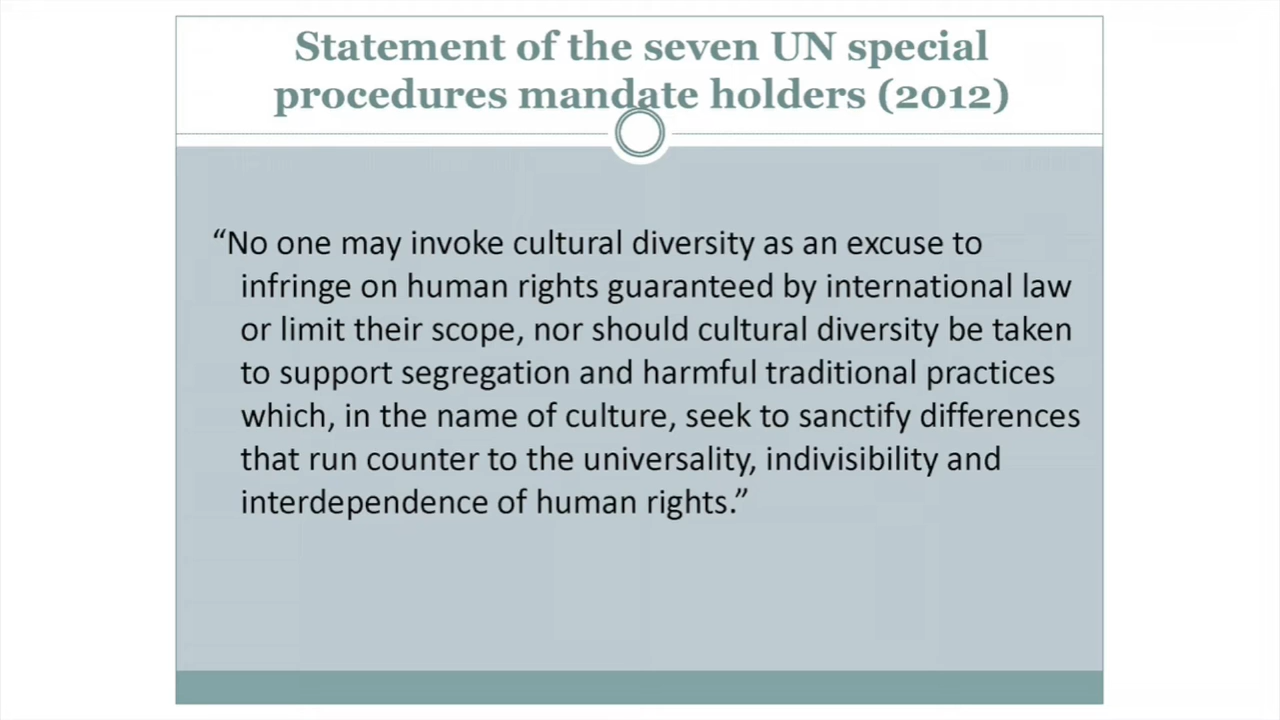 Statement of the seven UN special
procedures mandate holders (2012)
“No one may invoke cultural diversity as an excuse to
infringe on human rights guaranteed by international law
or limit their scope, nor should cultural diversity be taken
to support segregation and harmful traditional practices
which, in the name of culture, seek to sanctify differences
that run counter to the universality, indivisibility and
interdependence of human rights.”